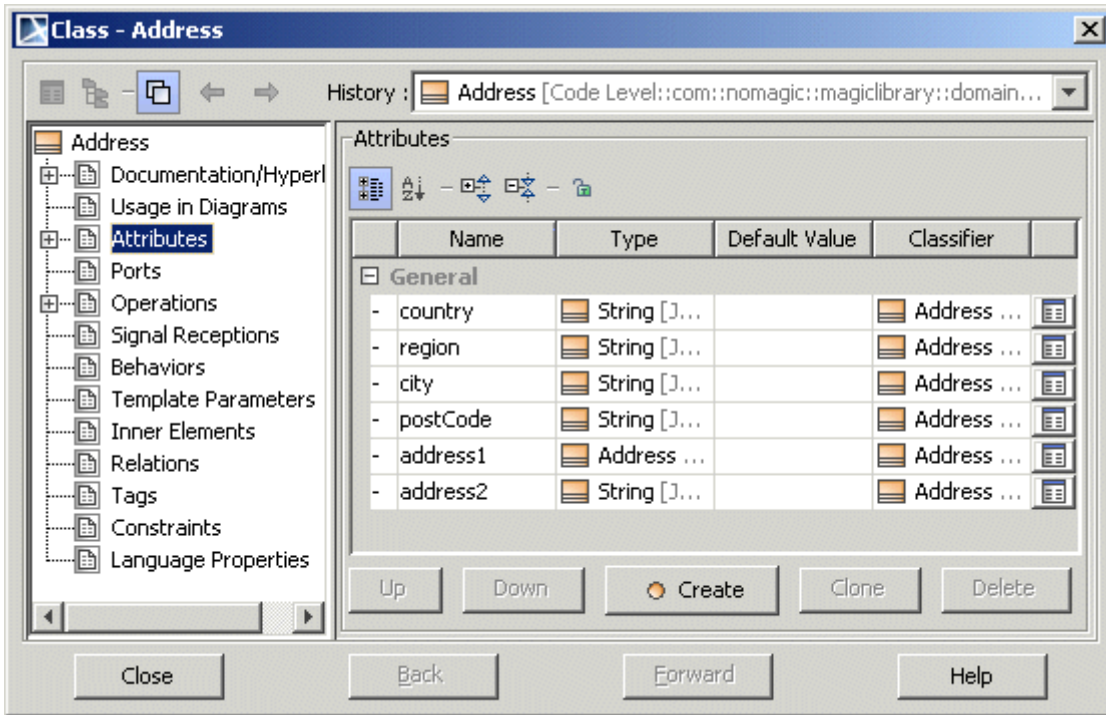 Class - Address
History : Address [Code Level::com::nomagic::magiclibrary::domain...
Address
Documentation/Hyperl
Usage in Diagrams
Attributes
Ports
Operations
Signal Receptions
Behaviors
Template Parameters
Inner Elements
Relations
Tags
Constraints
Language Properties
Attributes
Name Type Default Value Classifier
General
- country String [J... Address ...
- region String [J... Address ...
- city String [J... Address ...
- postCode String [J... Address ...
- address1 Address ... Address ...
- address2 String [J... Address ...
Up Down Create Clone Delete
Close Back Forward Help